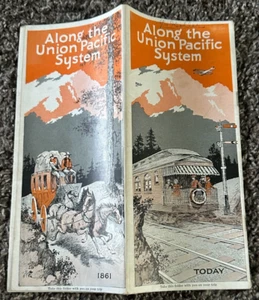 Along the
Union Pacific
System
1861
Along the
Union Pacific
System
TODAY